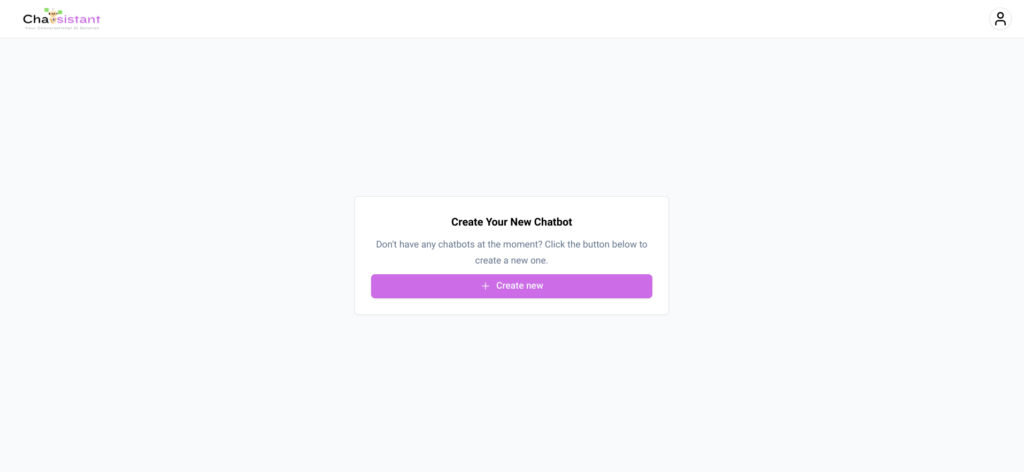 Chatsistant
Create Your New Chatbot
Don't have any chatbots at the moment? Click the button below to
create a new one.
+ Create new